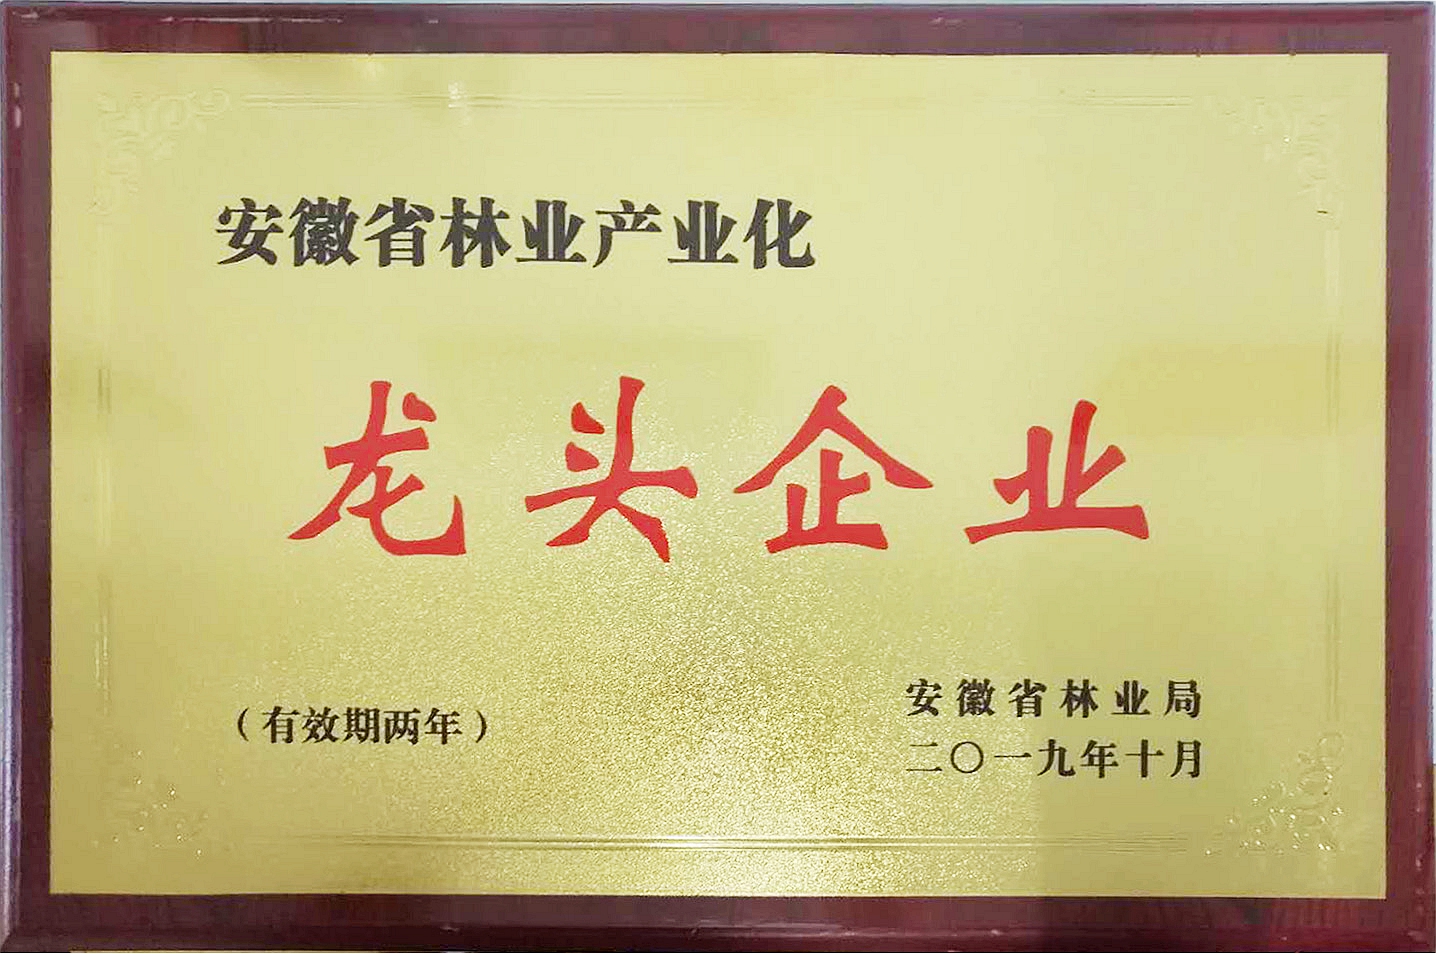 安徽省林业产业化
龙头企业
（有效期两年）
安徽省林业局
二〇一九年十月